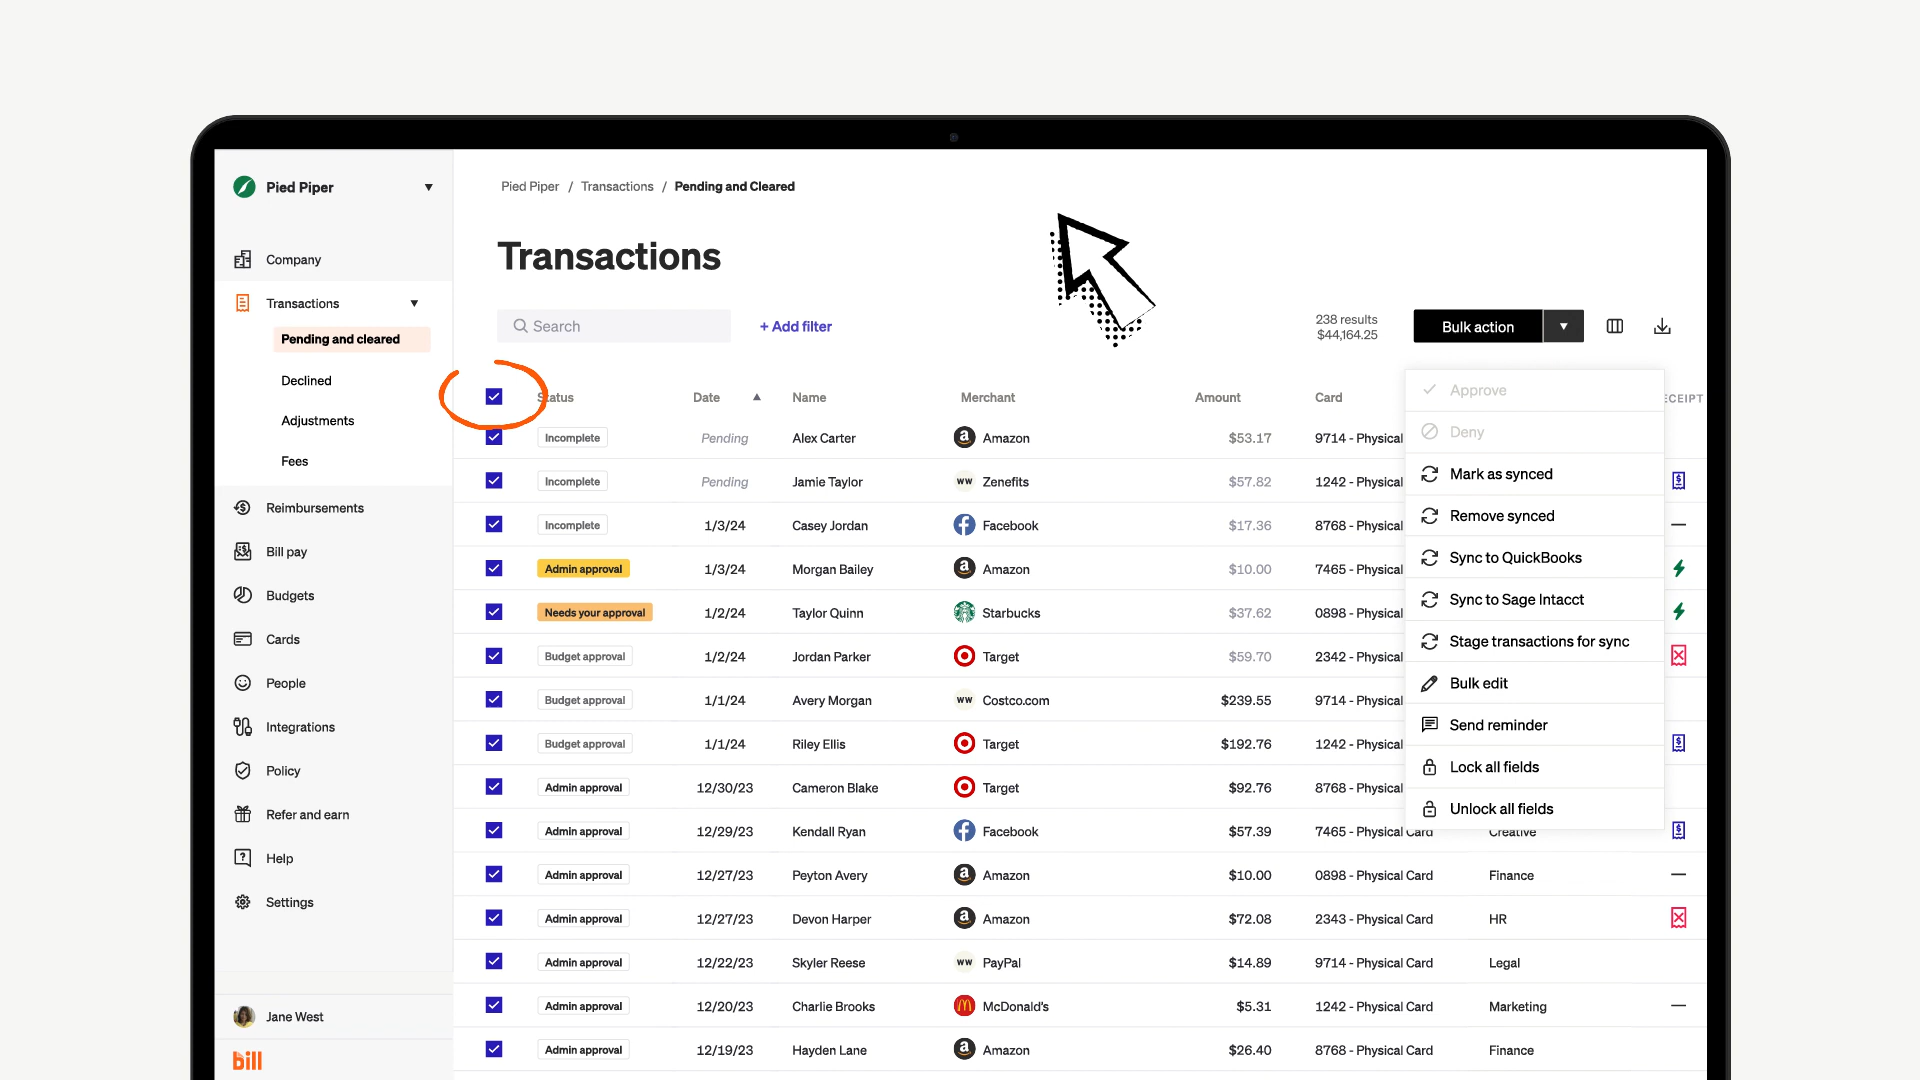 Pied Piper
Company
Transactions
Pending and cleared
Declined
Adjustments
Fees
Reimbursements
Bill pay
Budgets
Cards
People
Integrations
Policy
Refer and earn
Help
Settings
Jane West
bill
Pied Piper / Transactions / Pending and Cleared
Transactions
Search
+ Add filter
238 results
$44,164.25
Bulk action
Status Date Name Merchant Amount Card
Incomplete Pending Alex Carter Amazon $53.17 9714 - Physical
Incomplete Pending Jamie Taylor ww Zenefits $57.82 1242 - Physical
Incomplete 1/3/24 Casey Jordan Facebook $17.36 8768 - Physical
Admin approval 1/3/24 Morgan Bailey Amazon $10.00 7465 - Physical
Needs your approval 1/2/24 Taylor Quinn Starbucks $37.62 0898 - Physical
Budget approval 1/2/24 Jordan Parker Target $59.70 2342 - Physical
Budget approval 1/1/24 Avery Morgan ww Costco.com $239.55 9714 - Physical
Budget approval 1/1/24 Riley Ellis Target $192.76 1242 - Physical
Admin approval 12/30/23 Cameron Blake Target $92.76 8768 - Physical
Admin approval 12/29/23 Kendall Ryan Facebook $57.39 7465 - Physical Card Creative
Admin approval 12/27/23 Peyton Avery Amazon $10.00 0898 - Physical Card Finance
Admin approval 12/27/23 Devon Harper Amazon $72.08 2343 - Physical Card HR
Admin approval 12/22/23 Skyler Reese ww PayPal $14.89 9714 - Physical Card Legal
Admin approval 12/20/23 Charlie Brooks McDonald's $5.31 1242 - Physical Card Marketing
Admin approval 12/19/23 Hayden Lane Amazon $26.40 8768 - Physical Card Finance
Approve
Deny
Mark as synced
Remove synced
Sync to QuickBooks
Sync to Sage Intacct
Stage transactions for sync
Bulk edit
Send reminder
Lock all fields
Unlock all fields